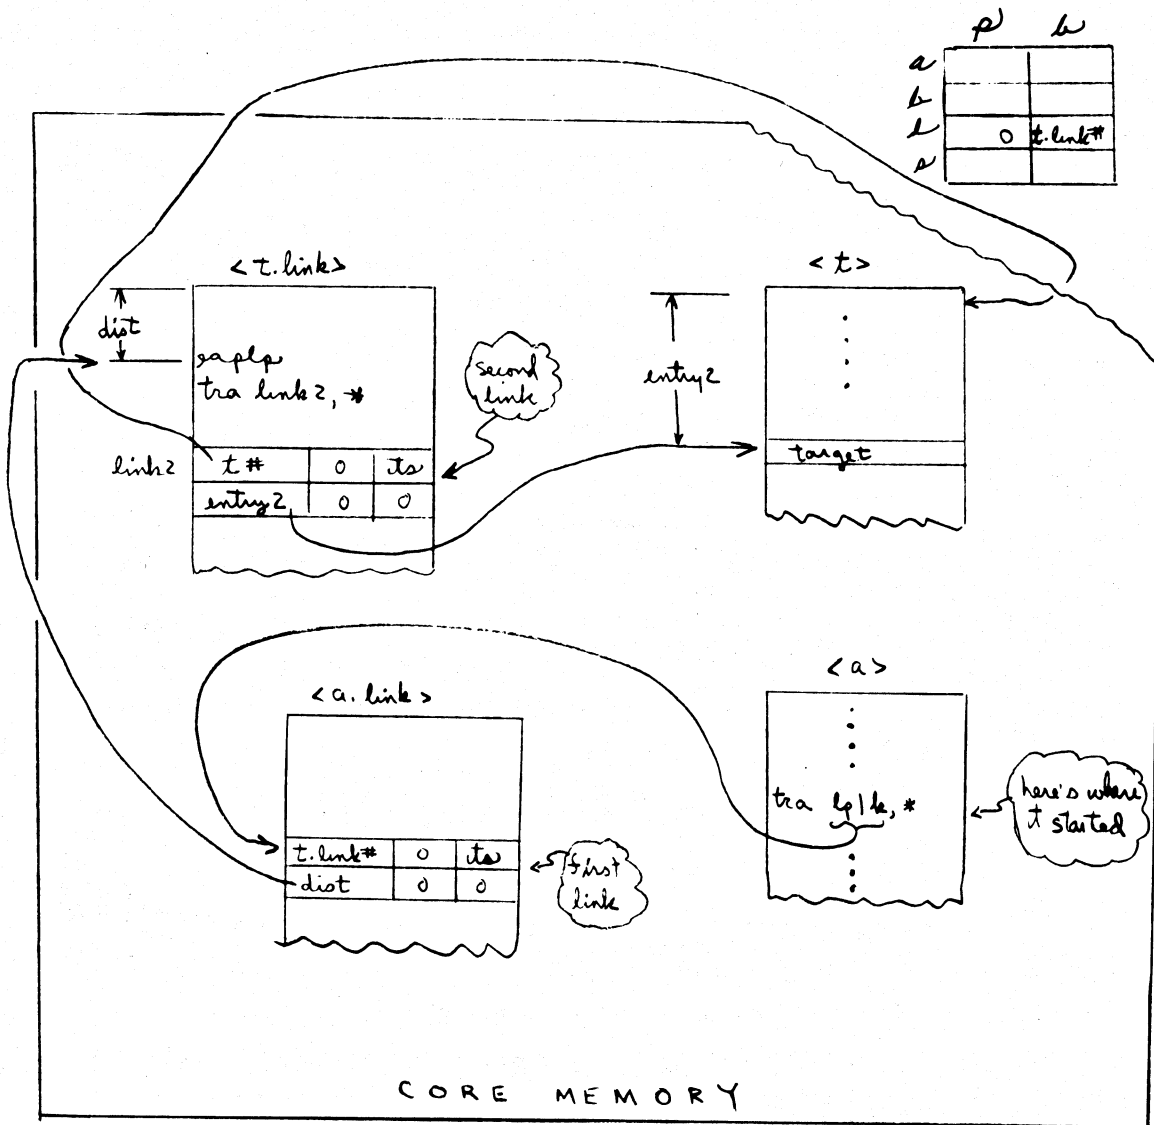 p b
a
b
l 0 t.link#
s
<t.link>
<t>
dist
eaplp
tra link2, *
second
link
entry2
link2 t# 0 its
entry2 0 0
target
<a>
<a.link>
tra lp|k, *
here's where
it started
t.link# 0 its
dist 0 0
first
link
CORE MEMORY